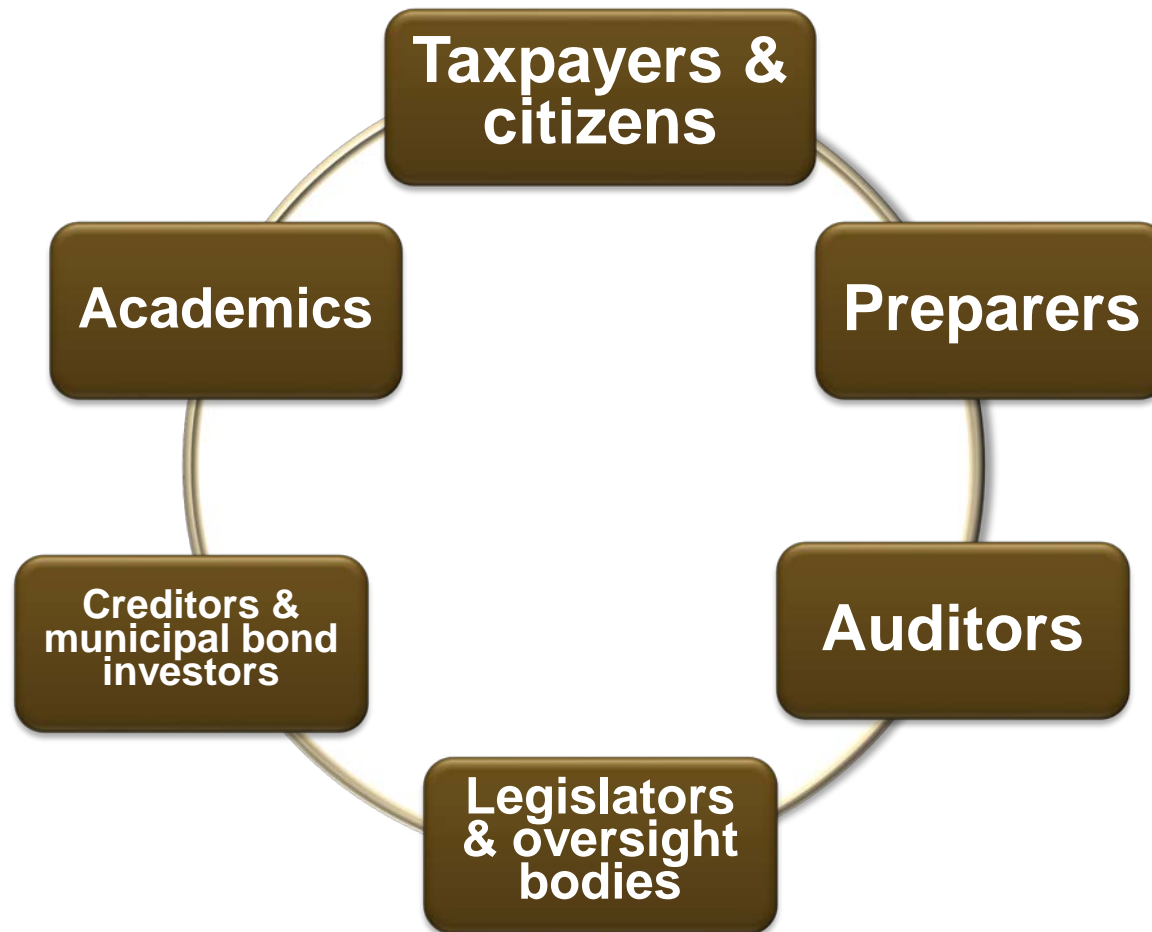 Taxpayers &
citizens
Preparers
Auditors
Legislators
& oversight
bodies
Creditors &
municipal bond
investors
Academics